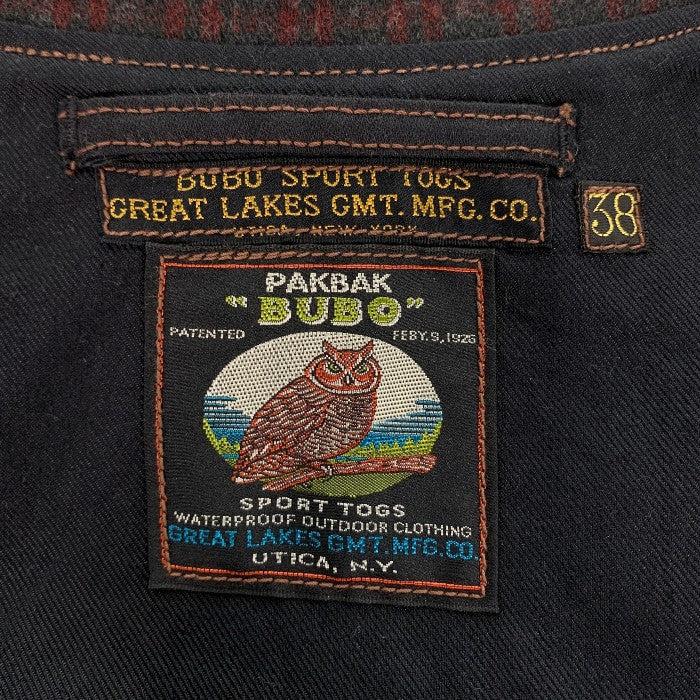 BUBO SPORT TOGS
GREAT LAKES GMT. MFG. CO.
UTICA, NEW YORK
38
PAKBAK
"BUBO"
PATENTED FEBY. 9, 1926
SPORT TOGS
WATERPROOF OUTDOOR CLOTHING
GREAT LAKES GMT. MFG. CO.
UTICA, N.Y.